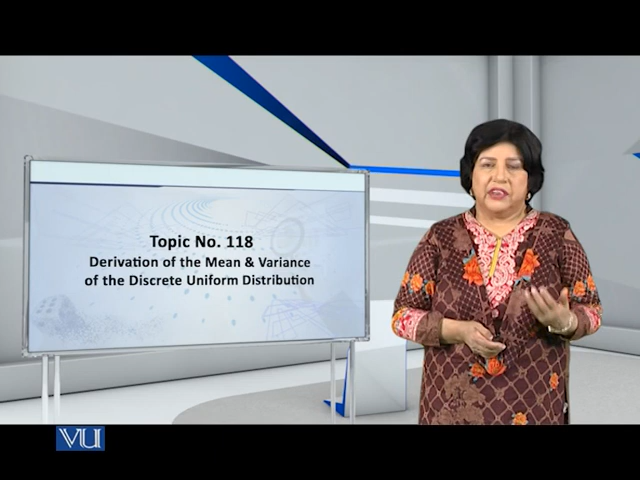 Topic No. 118
Derivation of the Mean & Variance
of the Discrete Uniform Distribution
VU